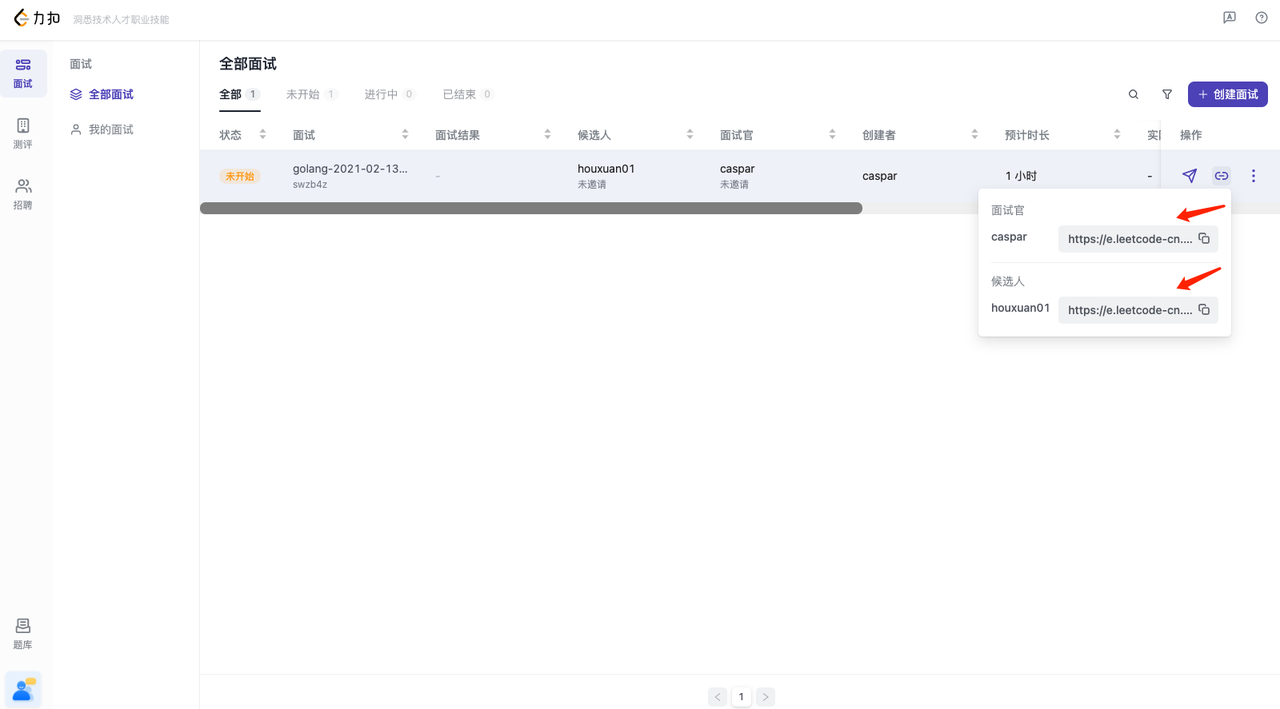 力扣 洞悉技术人才职业技能
面试
测评
招聘
题库
面试
全部面试
我的面试
全部面试
全部 1 未开始 1 进行中 0 已结束 0
+ 创建面试
状态 面试 面试结果 候选人 面试官 创建者 预计时长 操作
未开始 golang-2021-02-13... - houxuan01 caspar caspar 1 小时 -
swzb4z 未邀请 未邀请
面试官
caspar https://e.leetcode-cn....
候选人
houxuan01 https://e.leetcode-cn....
< 1 >